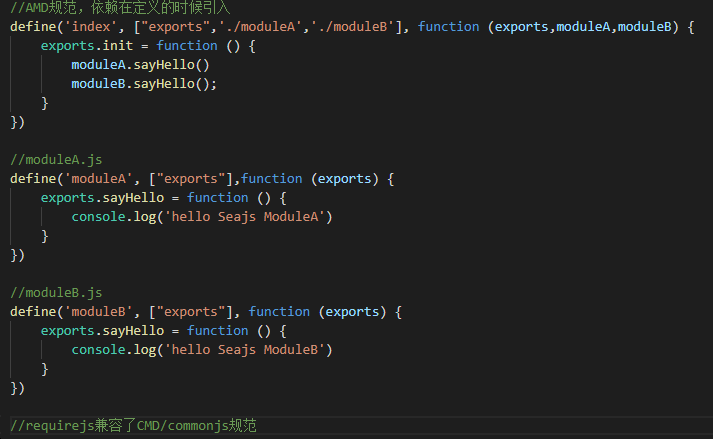 //AMD规范，依赖在定义的时候引入
define('index', ["exports",'./moduleA','./moduleB'], function (exports,moduleA,moduleB) {
    exports.init = function () {
        moduleA.sayHello()
        moduleB.sayHello();
    }
})

//moduleA.js
define('moduleA', ["exports"],function (exports) {
    exports.sayHello = function () {
        console.log('hello Seajs ModuleA')
    }
})

//moduleB.js
define('moduleB', ["exports"], function (exports) {
    exports.sayHello = function () {
        console.log('hello Seajs ModuleB')
    }
})

//requirejs兼容了CMD/commonjs规范